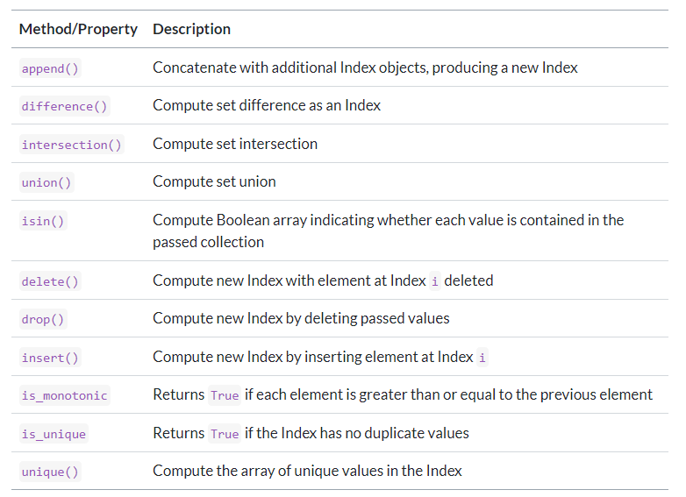 Method/Property Description
append() Concatenate with additional Index objects, producing a new Index
difference() Compute set difference as an Index
intersection() Compute set intersection
union() Compute set union
isin() Compute Boolean array indicating whether each value is contained in the
passed collection
delete() Compute new Index with element at Index i deleted
drop() Compute new Index by deleting passed values
insert() Compute new Index by inserting element at Index i
is_monotonic Returns True if each element is greater than or equal to the previous element
is_unique Returns True if the Index has no duplicate values
unique() Compute the array of unique values in the Index